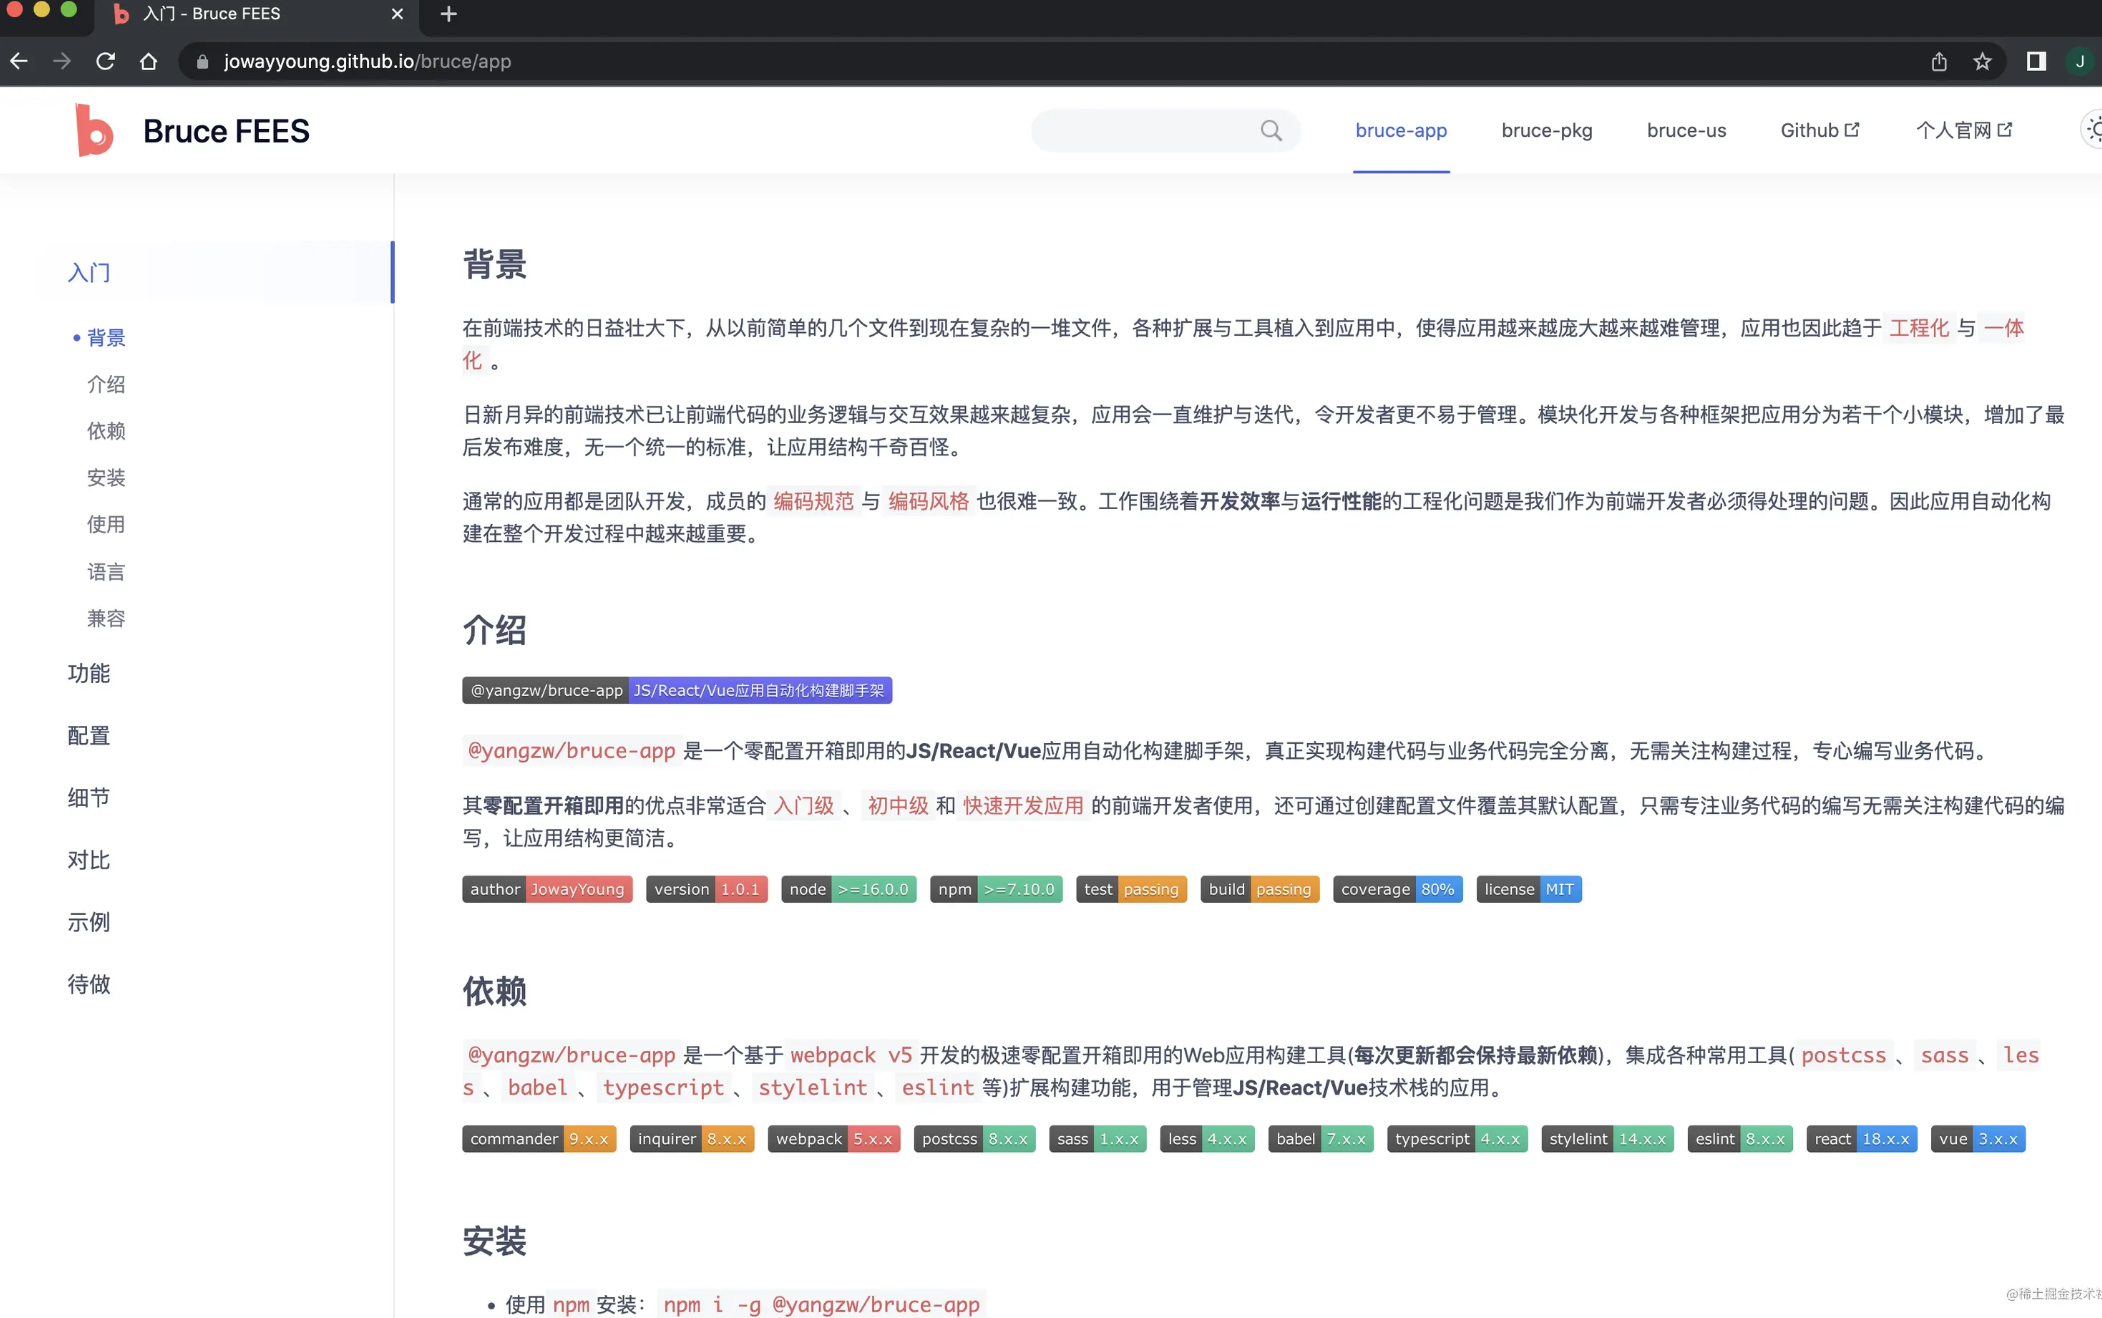 入门 - Bruce FEES
jowayyoung.github.io/bruce/app
J
Bruce FEES
bruce-app
bruce-pkg
bruce-us
Github
个人官网
入门
背景
介绍
依赖
安装
使用
语言
兼容
功能
配置
细节
对比
示例
待做
背景
在前端技术的日益壮大下，从以前简单的几个文件到现在复杂的一堆文件，各种扩展与工具植入到应用中，使得应用越来越庞大越来越难管理，应用也因此趋于 工程化 与 一体
化 。
日新月异的前端技术已让前端代码的业务逻辑与交互效果越来越复杂，应用会一直维护与迭代，令开发者更不易于管理。模块化开发与各种框架把应用分为若干个小模块，增加了最
后发布难度，无一个统一的标准，让应用结构千奇百怪。
通常的应用都是团队开发，成员的 编码规范 与 编码风格 也很难一致。工作围绕着开发效率与运行性能的工程化问题是我们作为前端开发者必须得处理的问题。因此应用自动化构
建在整个开发过程中越来越重要。
介绍
@yangzw/bruce-app JS/React/Vue应用自动化构建脚手架
@yangzw/bruce-app 是一个零配置开箱即用的JS/React/Vue应用自动化构建脚手架，真正实现构建代码与业务代码完全分离，无需关注构建过程，专心编写业务代码。
其零配置开箱即用的优点非常适合 入门级 、 初中级 和 快速开发应用 的前端开发者使用，还可通过创建配置文件覆盖其默认配置，只需专注业务代码的编写无需关注构建代码的编
写，让应用结构更简洁。
author JowayYoung version 1.0.1 node >=16.0.0 npm >=7.10.0 test passing build passing coverage 80% license MIT
依赖
@yangzw/bruce-app 是一个基于 webpack v5 开发的极速零配置开箱即用的Web应用构建工具(每次更新都会保持最新依赖)，集成各种常用工具( postcss 、 sass 、 les
s 、 babel 、 typescript 、 stylelint 、 eslint 等)扩展构建功能，用于管理JS/React/Vue技术栈的应用。
commander 9.x.x inquirer 8.x.x webpack 5.x.x postcss 8.x.x sass 1.x.x less 4.x.x babel 7.x.x typescript 4.x.x stylelint 14.x.x eslint 8.x.x react 18.x.x vue 3.x.x
安装
• 使用 npm 安装： npm i -g @yangzw/bruce-app
@稀土掘金技术社